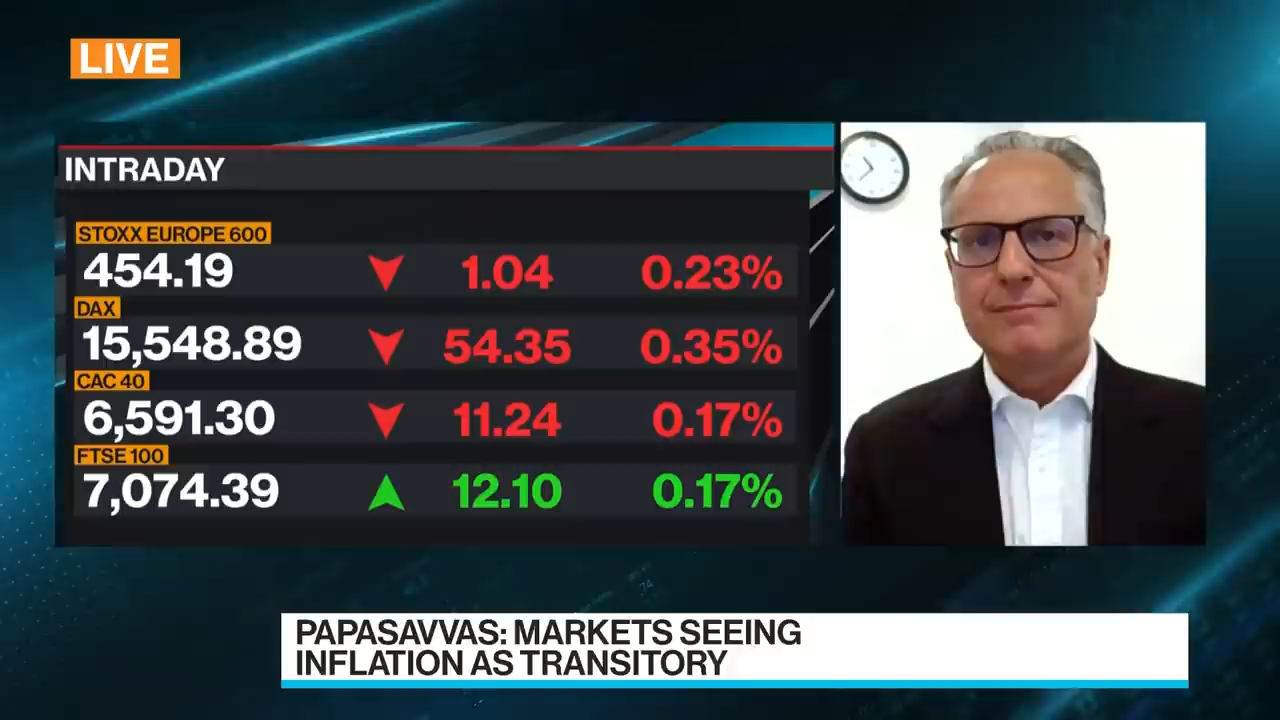 LIVE
INTRADAY
STOXX EUROPE 600
454.19 ▼ 1.04 0.23%
DAX
15,548.89 ▼ 54.35 0.35%
CAC 40
6,591.30 ▼ 11.24 0.17%
FTSE 100
7,074.39 ▲ 12.10 0.17%
74
PAPASAVVAS: MARKETS SEEING
INFLATION AS TRANSITORY